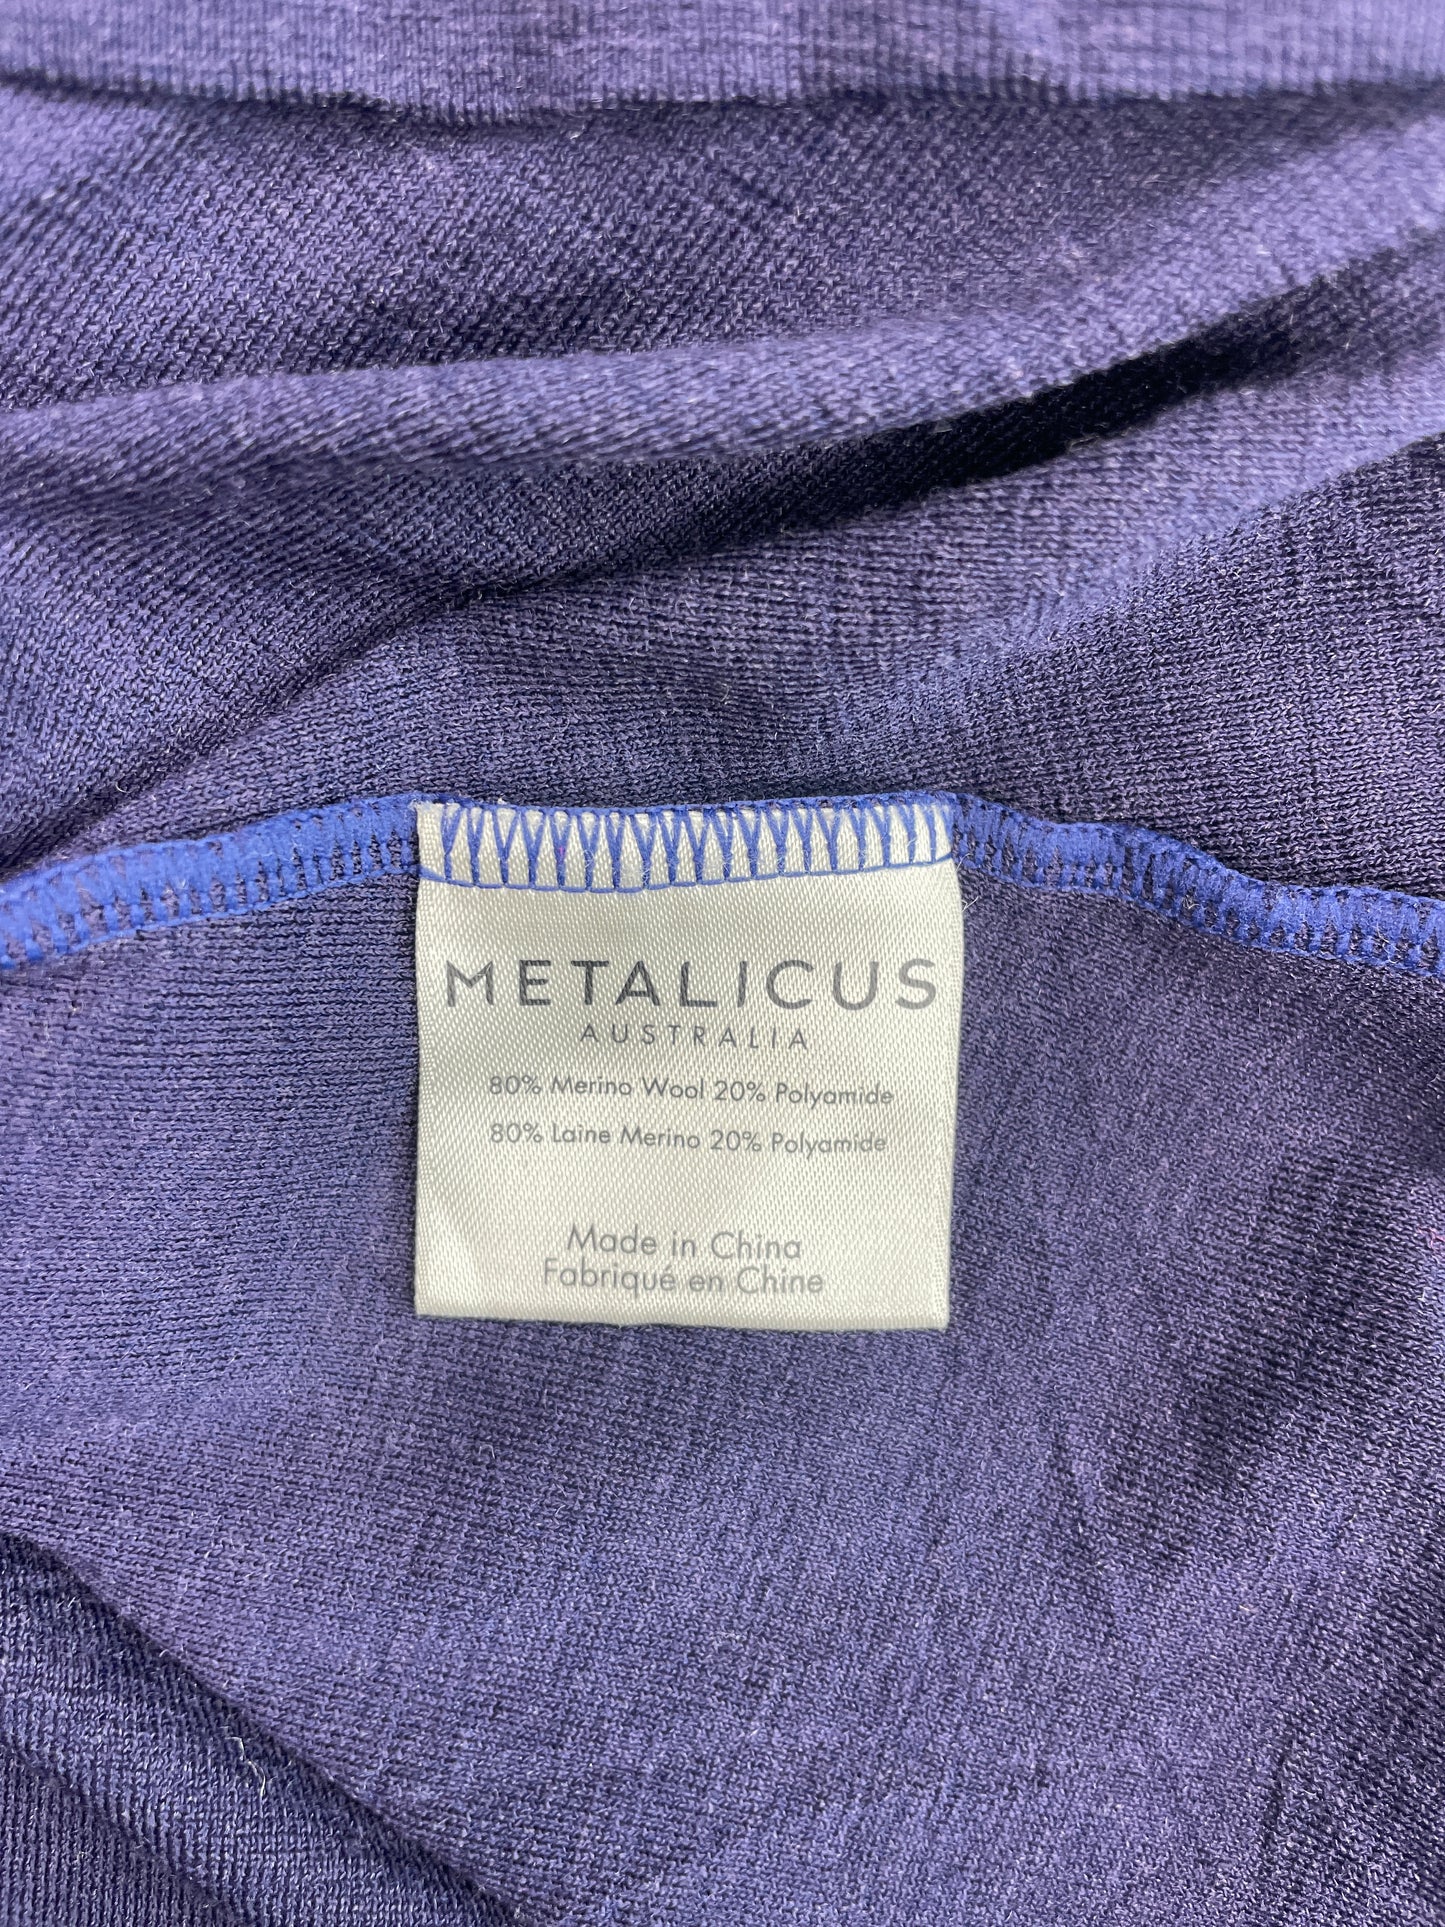 METALICUS
AUSTRALIA
80% Merino Wool 20% Polyamide
80% Laine Merino 20% Polyamide
Made in China
Fabriqué en Chine